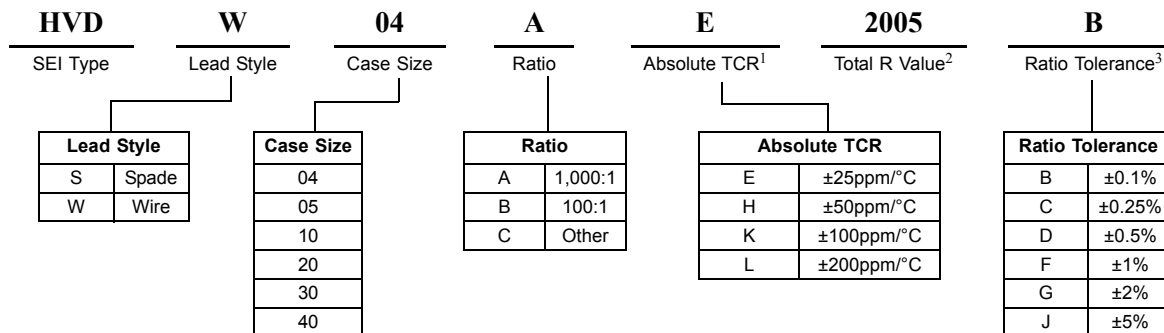 HVD W 04 A E 2005 B
SEI Type Lead Style Case Size Ratio Absolute TCR¹ Total R Value² Ratio Tolerance³
Lead Style
S Spade
W Wire
Case Size
04
05
10
20
30
40
Ratio
A 1,000:1
B 100:1
C Other
Absolute TCR
E ±25ppm/°C
H ±50ppm/°C
K ±100ppm/°C
L ±200ppm/°C
Ratio Tolerance
B ±0.1%
C ±0.25%
D ±0.5%
F ±1%
G ±2%
J ±5%